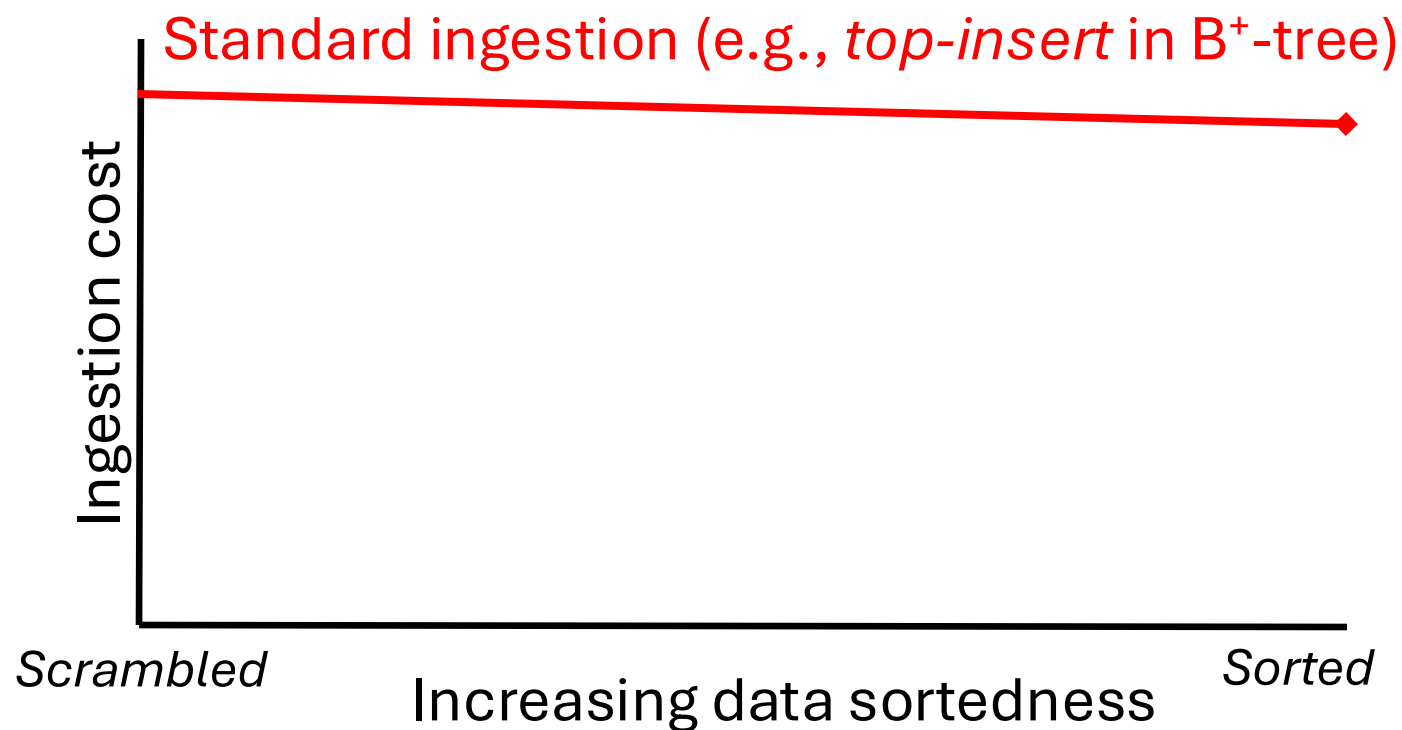 Standard ingestion (e.g., top-insert in B⁺-tree)
Ingestion cost
Scrambled
Sorted
Increasing data sortedness